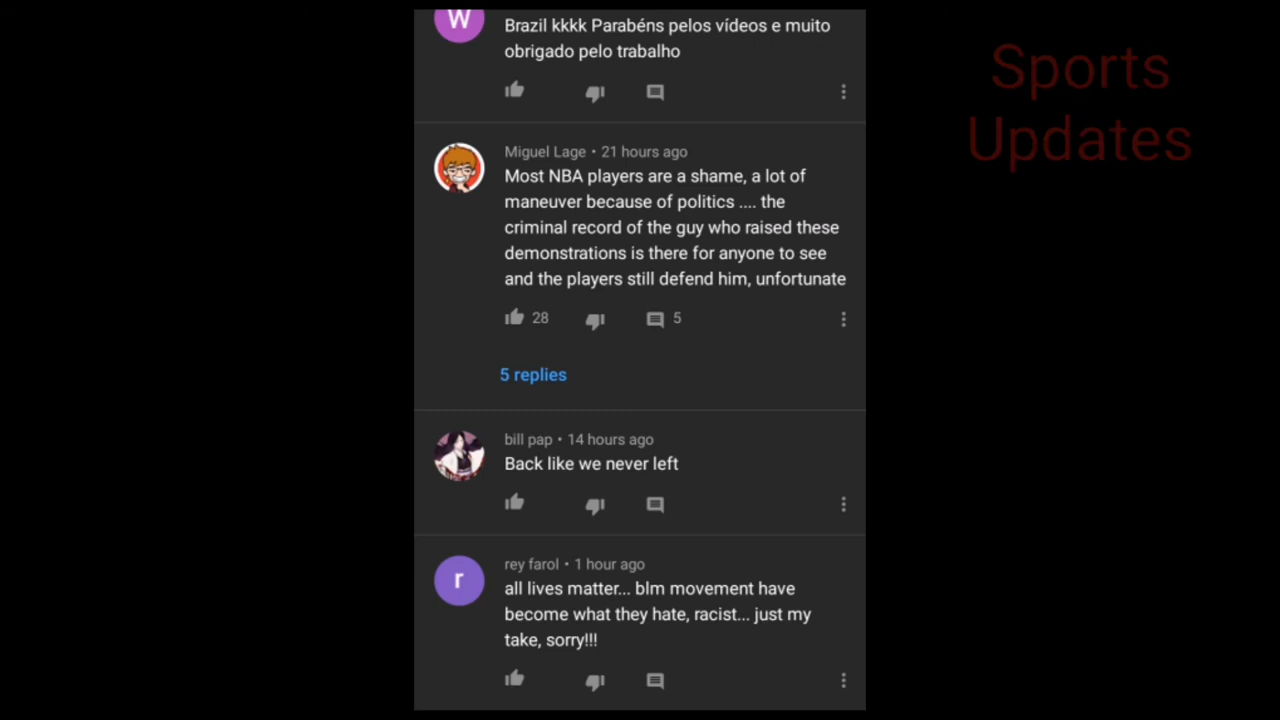 W
Brazil kkkk Parabéns pelos vídeos e muito
obrigado pelo trabalho
Sports
Updates
Miguel Lage • 21 hours ago
Most NBA players are a shame, a lot of
maneuver because of politics .... the
criminal record of the guy who raised these
demonstrations is there for anyone to see
and the players still defend him, unfortunate
28 5
5 replies
bill pap • 14 hours ago
Back like we never left
r
rey farol • 1 hour ago
all lives matter... blm movement have
become what they hate, racist... just my
take, sorry!!!